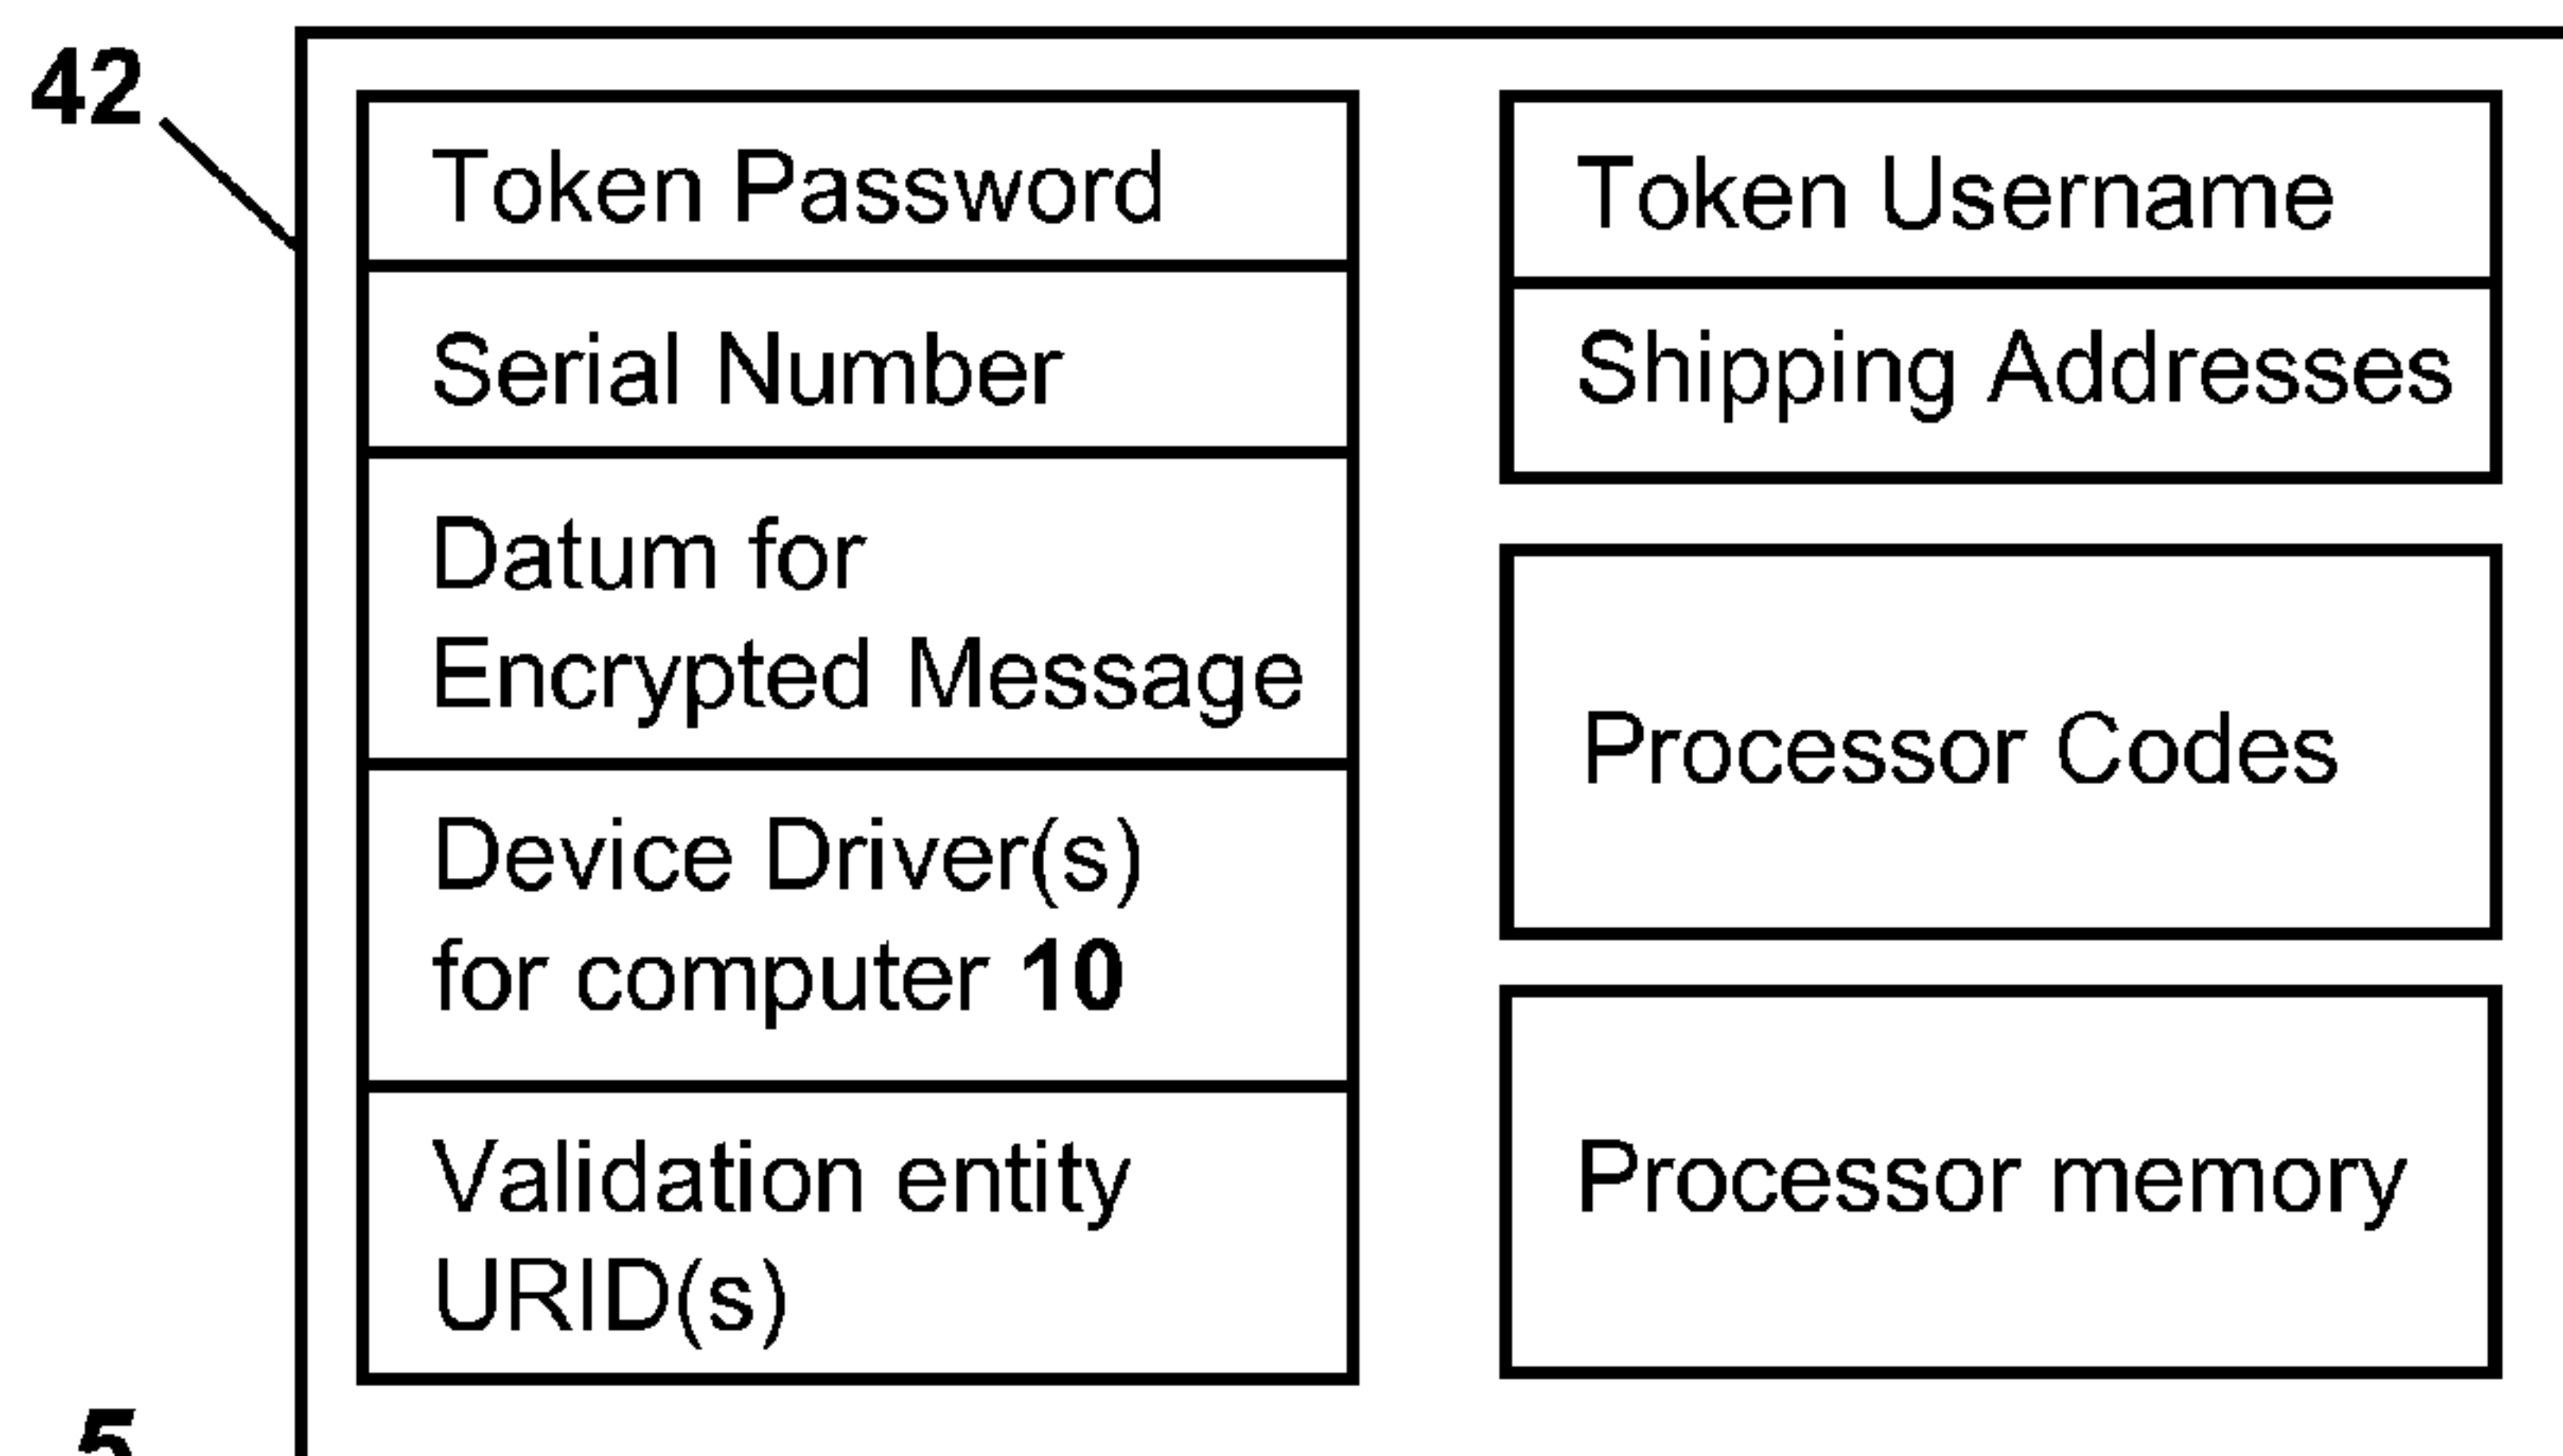 42
Token Password
Serial Number
Datum for
Encrypted Message
Device Driver(s)
for computer 10
Validation entity
URID(s)
Token Username
Shipping Addresses
Processor Codes
Processor memory
5